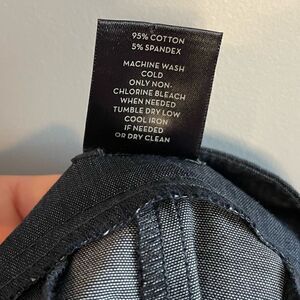 95% COTTON
5% SPANDEX
MACHINE WASH
COLD
ONLY NON-
CHLORINE BLEACH
WHEN NEEDED
TUMBLE DRY LOW
COOL IRON
IF NEEDED
OR DRY CLEAN